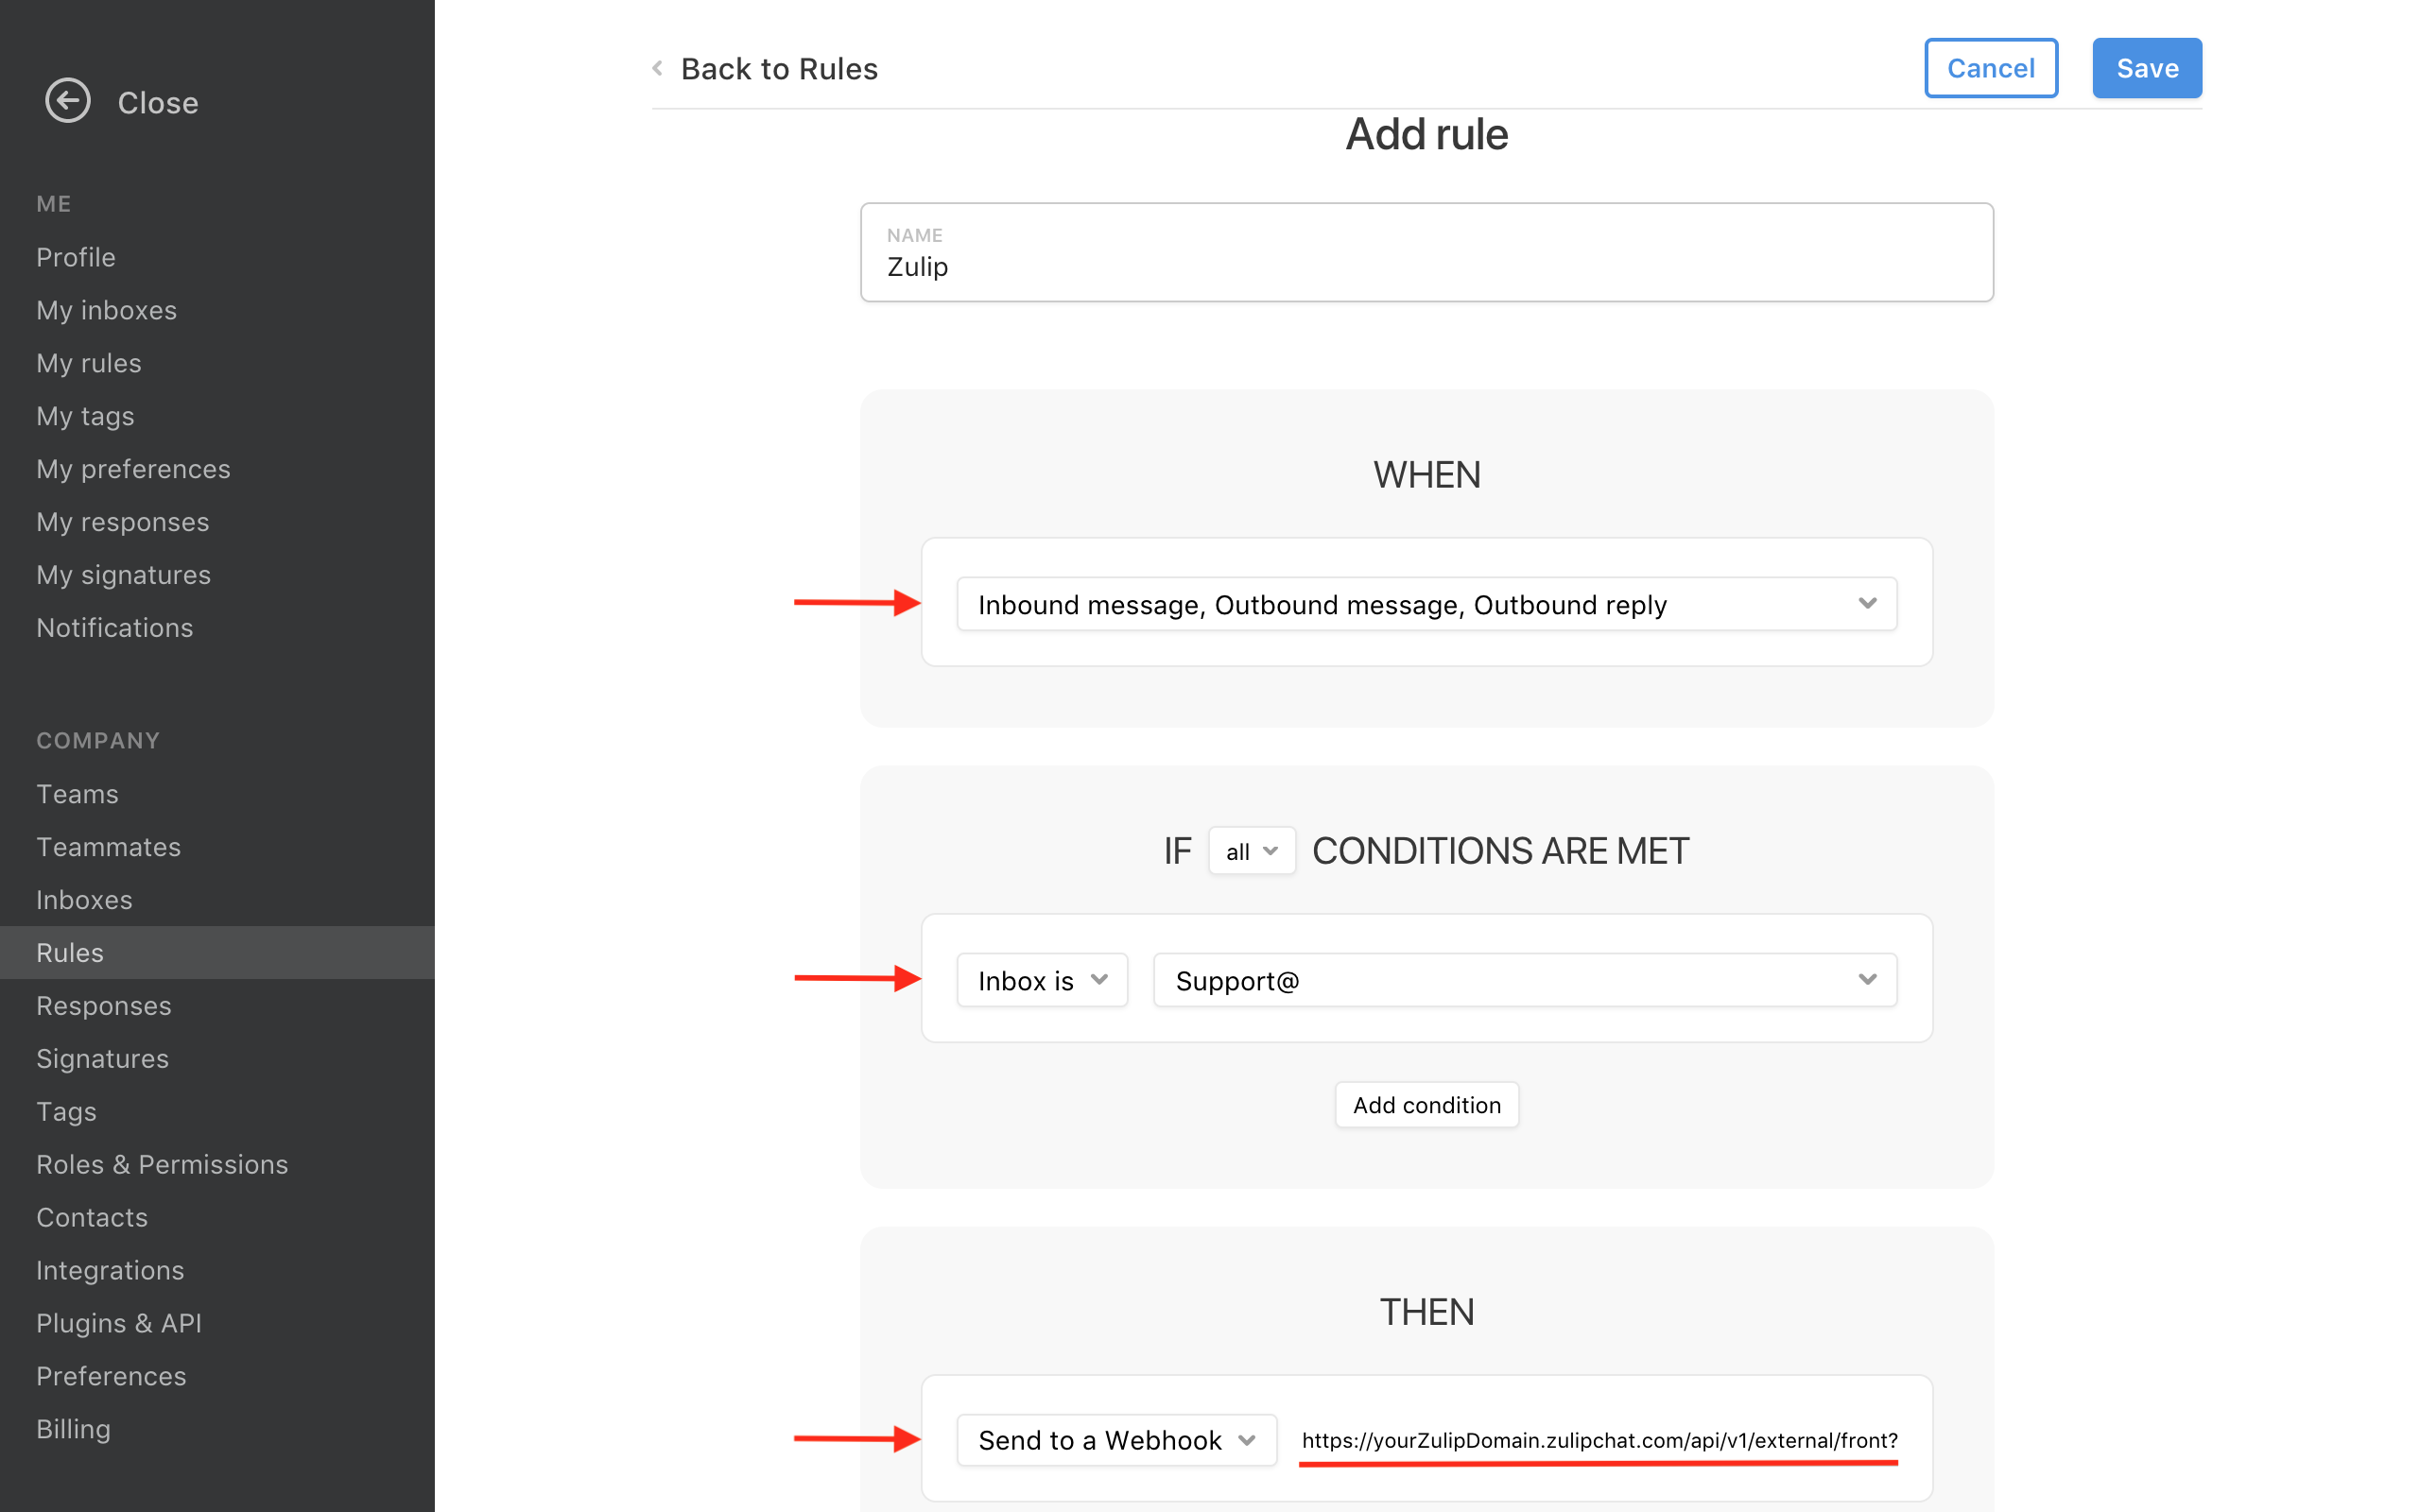 Close
ME
Profile
My inboxes
My rules
My tags
My preferences
My responses
My signatures
Notifications
COMPANY
Teams
Teammates
Inboxes
Rules
Responses
Signatures
Tags
Roles & Permissions
Contacts
Integrations
Plugins & API
Preferences
Billing
Back to Rules
Cancel
Save
Add rule
NAME
Zulip
WHEN
Inbound message, Outbound message, Outbound reply
IF all CONDITIONS ARE MET
Inbox is Support@
Add condition
THEN
Send to a Webhook https://yourZulipDomain.zulipchat.com/api/v1/external/front?